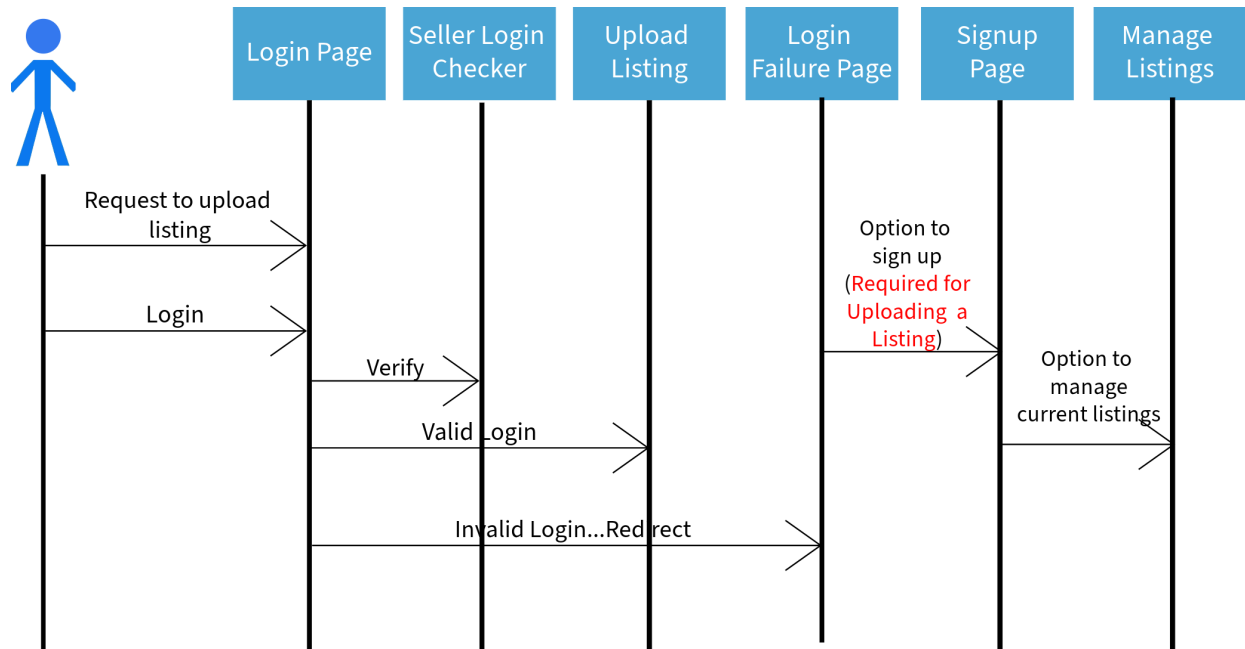 Login Page
Seller Login
Checker
Upload
Listing
Login
Failure Page
Signup
Page
Manage
Listings
Request to upload
listing
Login
Verify
Valid Login
Invalid Login...Redirect
Option to
sign up
(Required for
Uploading a
Listing)
Option to
manage
current listings